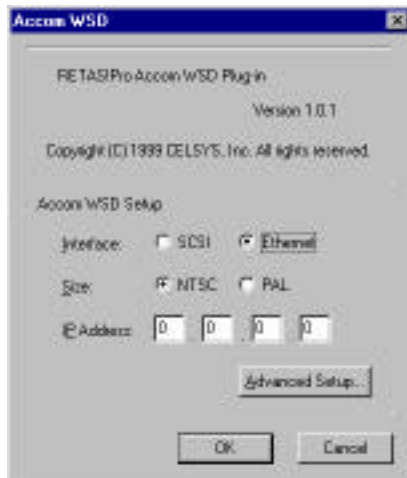 Accom WSD
RETAS!Pro Accom WSD Plug-in
Version 1.0.1
Copyright (C) 1999 CELSYS, Inc. All rights reserved.
Accom WSD Setup
Interface: SCSI Ethernet
Size: NTSC PAL
IP Address: 0 . 0 . 0 . 0
Advanced Setup...
OK Cancel